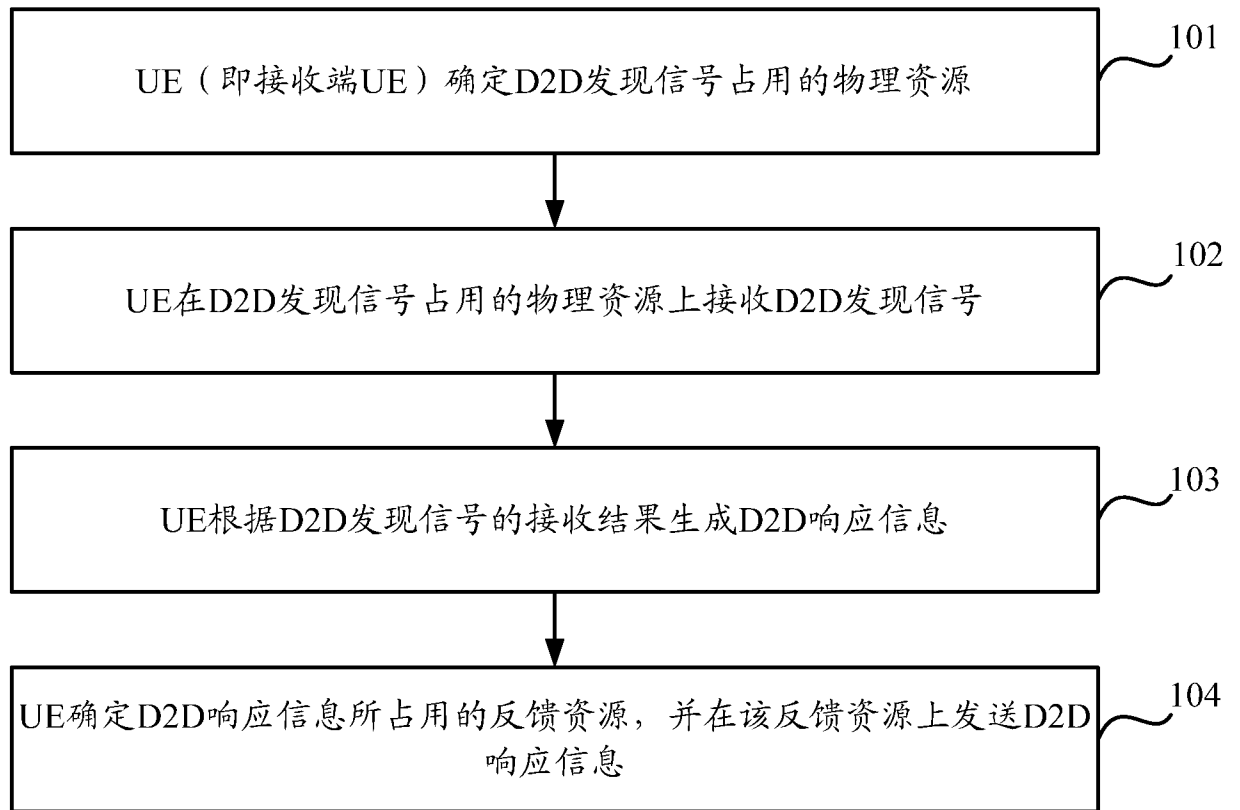 UE（即接收端UE）确定D2D发现信号占用的物理资源
101
UE在D2D发现信号占用的物理资源上接收D2D发现信号
102
UE根据D2D发现信号的接收结果生成D2D响应信息
103
UE确定D2D响应信息所占用的反馈资源，并在该反馈资源上发送D2D
响应信息
104